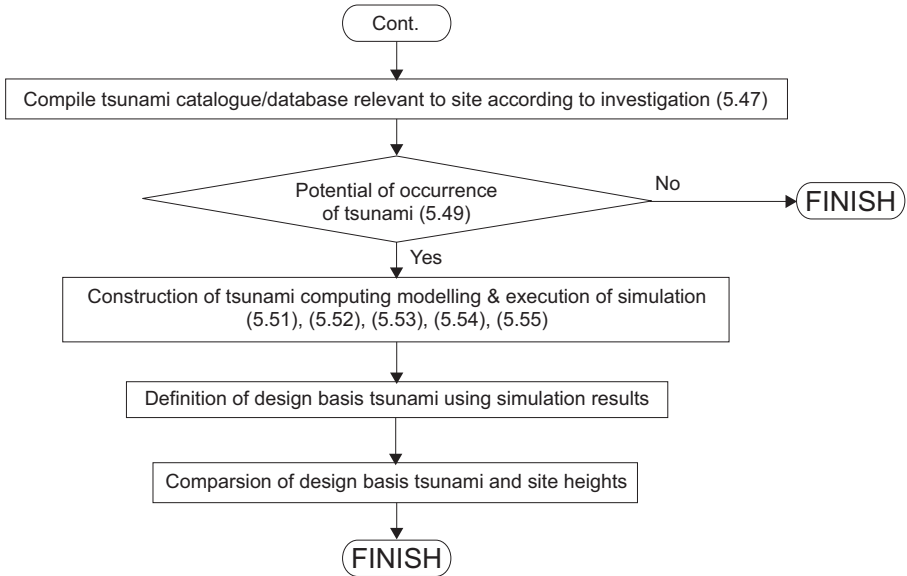 Cont.
Compile tsunami catalogue/database relevant to site according to investigation (5.47)
Potential of occurrence
of tsunami (5.49)
No
FINISH
Yes
Construction of tsunami computing modelling & execution of simulation
(5.51), (5.52), (5.53), (5.54), (5.55)
Definition of design basis tsunami using simulation results
Comparsion of design basis tsunami and site heights
FINISH